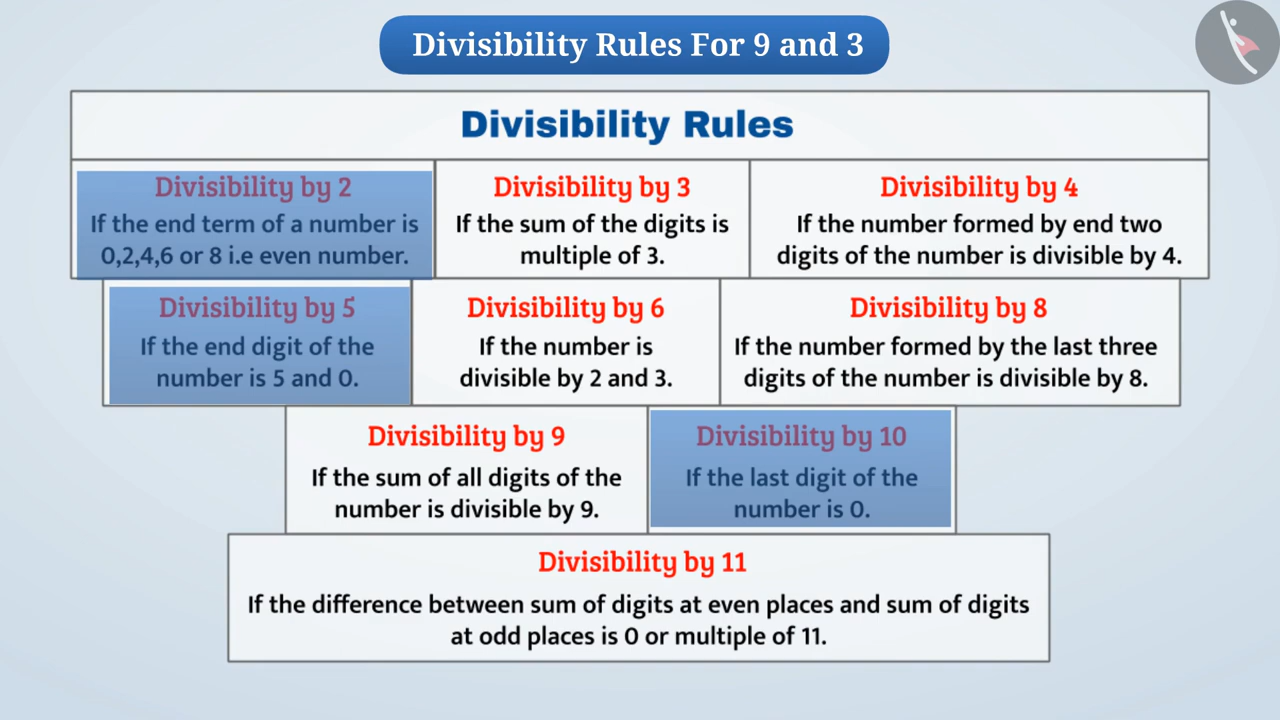 Divisibility Rules For 9 and 3
Divisibility Rules
Divisibility by 2
If the end term of a number is
0,2,4,6 or 8 i.e even number.
Divisibility by 3
If the sum of the digits is
multiple of 3.
Divisibility by 4
If the number formed by end two
digits of the number is divisible by 4.
Divisibility by 5
If the end digit of the
number is 5 and 0.
Divisibility by 6
If the number is
divisible by 2 and 3.
Divisibility by 8
If the number formed by the last three
digits of the number is divisible by 8.
Divisibility by 9
If the sum of all digits of the
number is divisible by 9.
Divisibility by 10
If the last digit of the
number is 0.
Divisibility by 11
If the difference between sum of digits at even places and sum of digits
at odd places is 0 or multiple of 11.